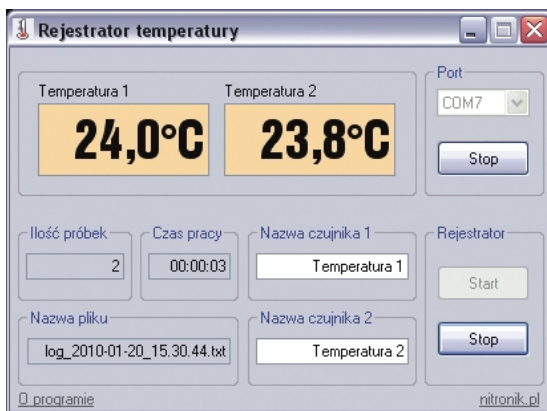 Rejestrator temperatury
Temperatura 1
24,0°C
Temperatura 2
23,8°C
Port
COM7
Stop
Ilość próbek
2
Czas pracy
00:00:03
Nazwa czujnika 1
Temperatura 1
Rejestrator
Start
Stop
Nazwa pliku
log_2010-01-20_15.30.44.txt
Nazwa czujnika 2
Temperatura 2
O programie
nitronik.pl